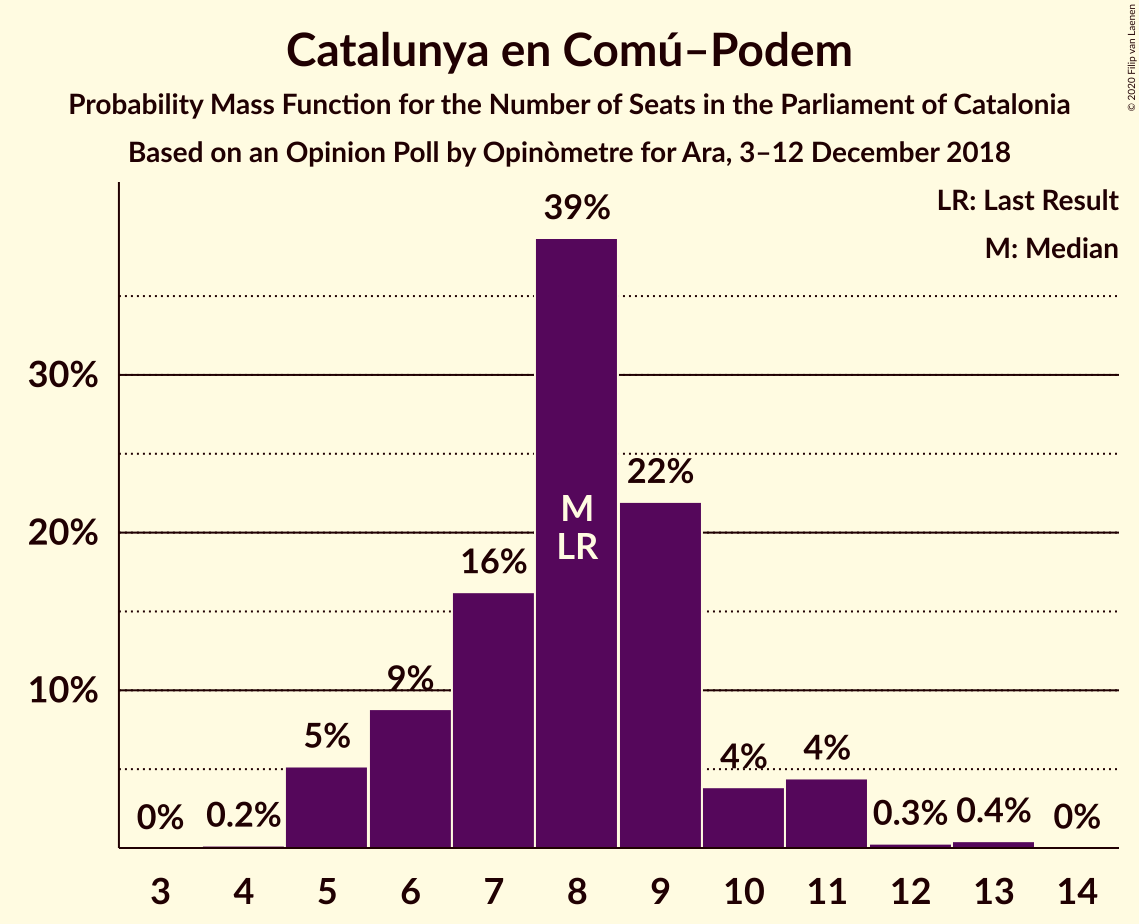 Catalunya en Comú–Podem
Probability Mass Function for the Number of Seats in the Parliament of Catalonia
Based on an Opinion Poll by Opinòmetre for Ara, 3–12 December 2018
© 2020 Filip van Laenen
LR: Last Result
M: Median
39%
30%
22%
M
20%
LR
16%
10%
9%
5%
4%
4%
0%
0.2%
0.3%
0.4%
0%
3 4 5 6 7 8 9 10 11 12 13 14